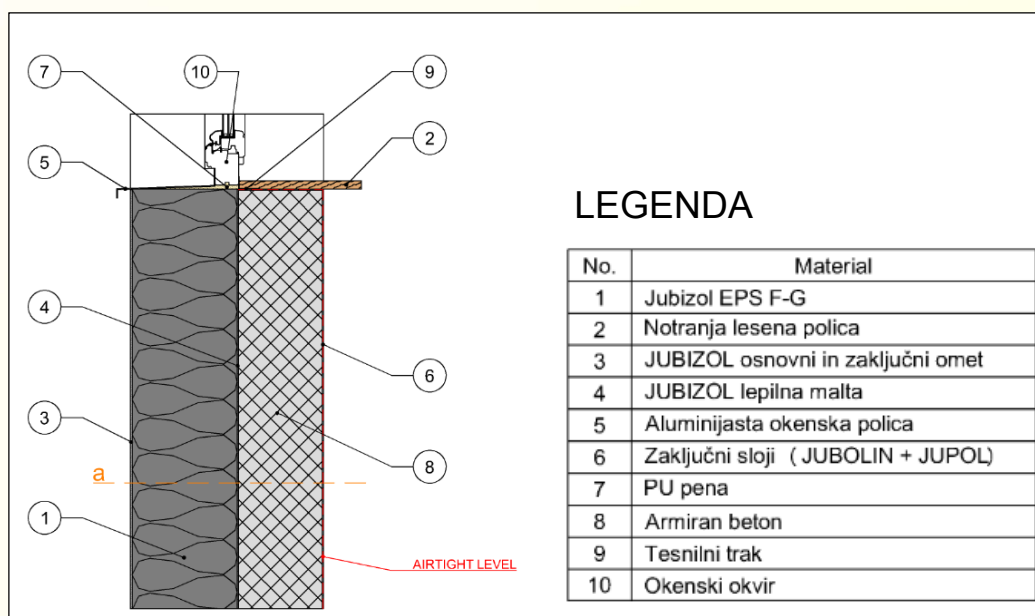 7
10
9
2
5
4
6
3
8
a
1
AIRTIGHT LEVEL
LEGENDA
No. Material
1 Jubizol EPS F-G
2 Notranja lesena polica
3 JUBIZOL osnovni in zaključni omet
4 JUBIZOL lepilna malta
5 Aluminijasta okenska polica
6 Zaključni sloji ( JUBOLIN + JUPOL)
7 PU pena
8 Armiran beton
9 Tesnilni trak
10 Okenski okvir